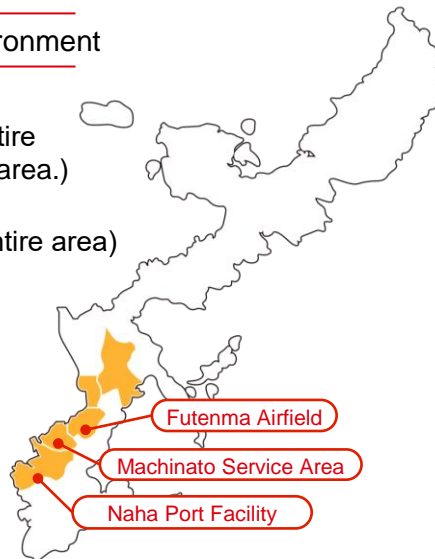 ronment
tire
area.)
ntire area)
Futenma Airfield
Machinato Service Area
Naha Port Facility